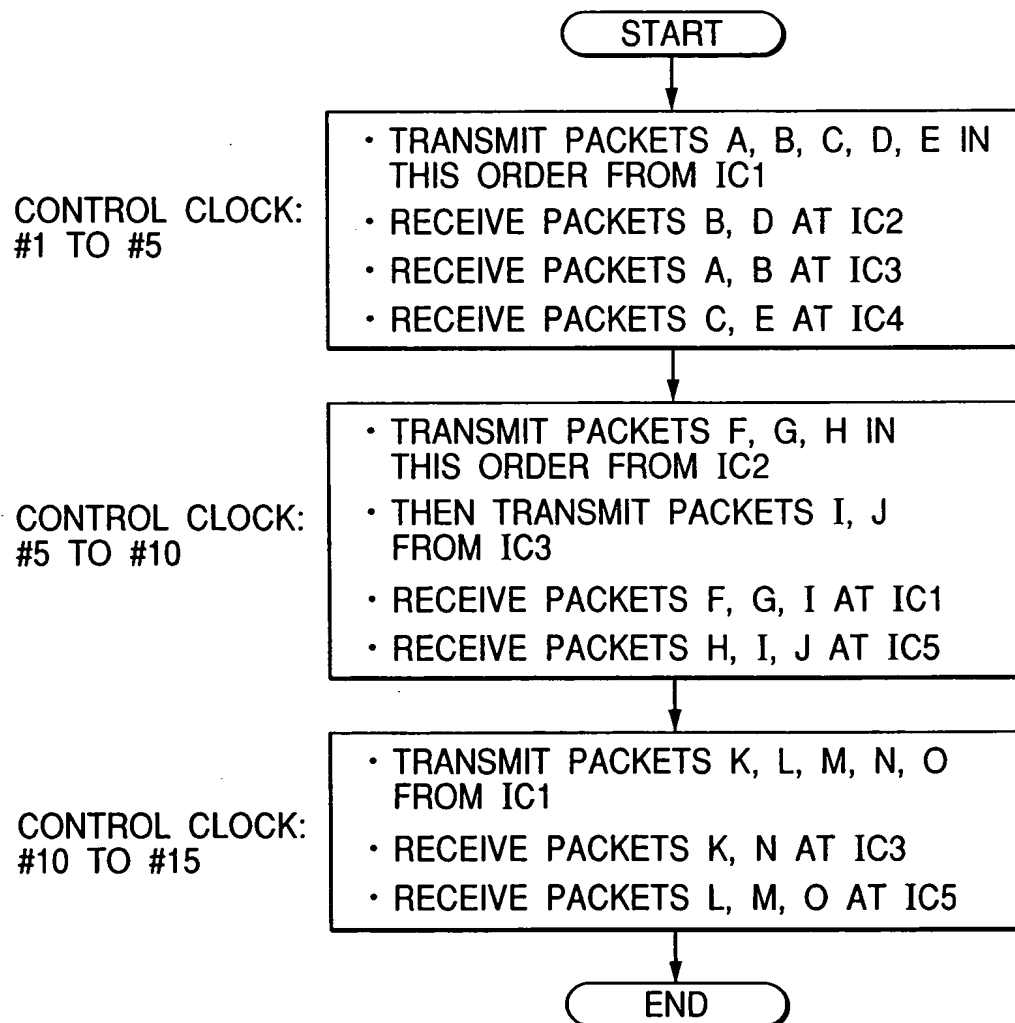 START
CONTROL CLOCK:
#1 TO #5
· TRANSMIT PACKETS A, B, C, D, E IN
THIS ORDER FROM IC1
· RECEIVE PACKETS B, D AT IC2
· RECEIVE PACKETS A, B AT IC3
· RECEIVE PACKETS C, E AT IC4
CONTROL CLOCK:
#5 TO #10
· TRANSMIT PACKETS F, G, H IN
THIS ORDER FROM IC2
· THEN TRANSMIT PACKETS I, J
FROM IC3
· RECEIVE PACKETS F, G, I AT IC1
· RECEIVE PACKETS H, I, J AT IC5
CONTROL CLOCK:
#10 TO #15
· TRANSMIT PACKETS K, L, M, N, O
FROM IC1
· RECEIVE PACKETS K, N AT IC3
· RECEIVE PACKETS L, M, O AT IC5
END